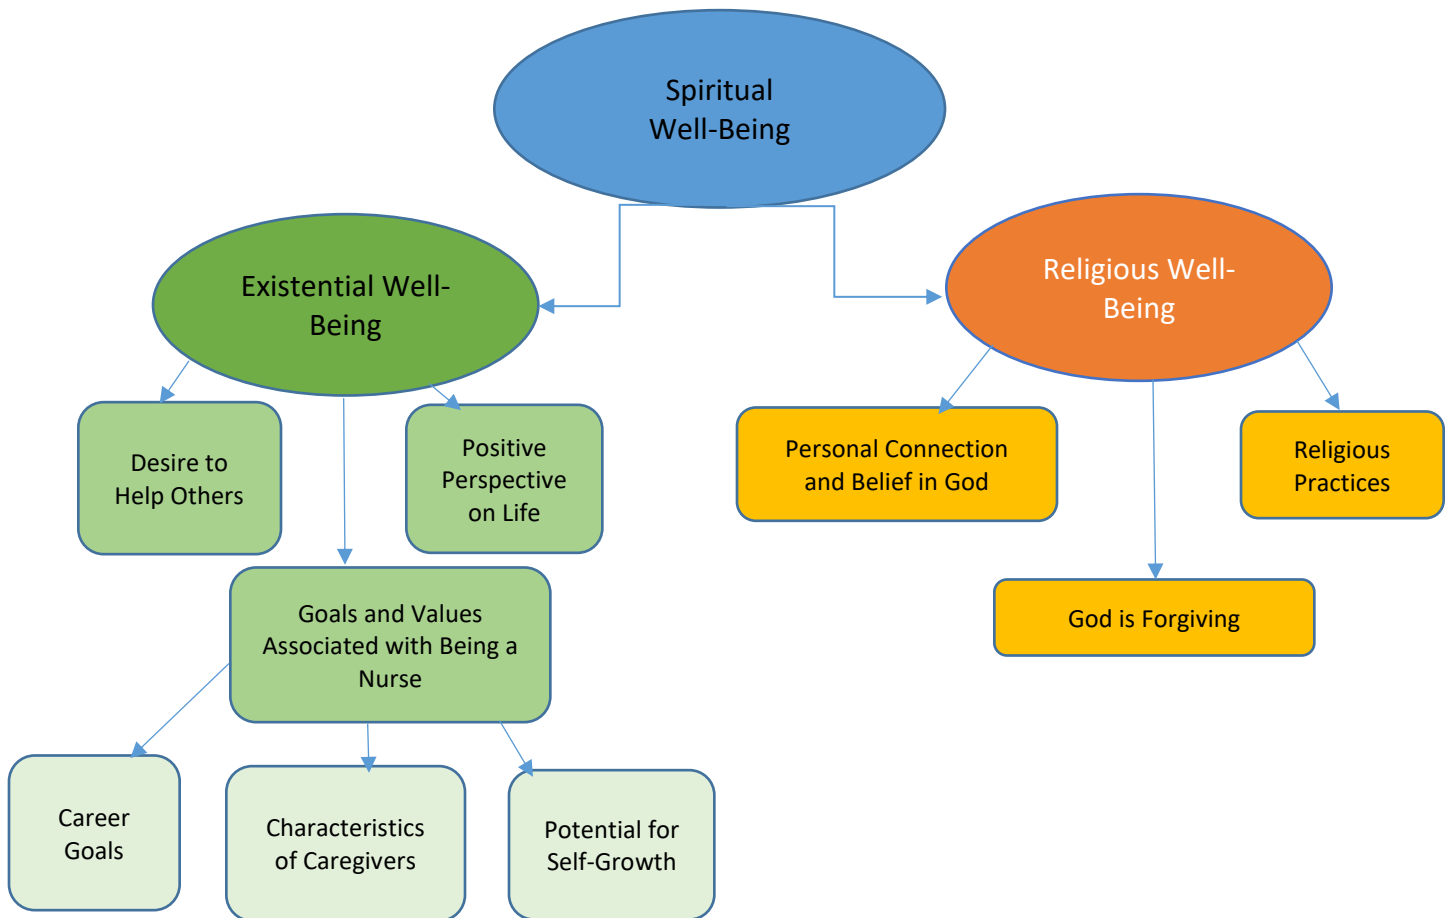 Spiritual
Well-Being
Existential Well-
Being
Religious Well-
Being
Desire to
Help Others
Positive
Perspective
on Life
Personal Connection
and Belief in God
Religious
Practices
Goals and Values
Associated with Being a
Nurse
God is Forgiving
Career
Goals
Characteristics
of Caregivers
Potential for
Self-Growth